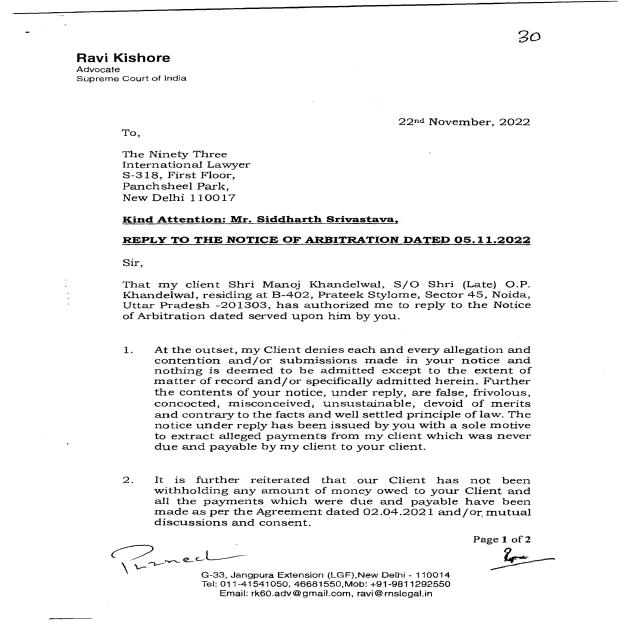 30
Ravi Kishore
Advocate
Supreme Court of India
22nd November, 2022
To,
The Ninety Three
International Lawyer
S-318, First Floor,
Panchsheel Park,
New Delhi 110017
Kind Attention: Mr. Siddharth Srivastava,
REPLY TO THE NOTICE OF ARBITRATION DATED 05.11.2022
Sir,
That my client Shri Manoj Khandelwal, S/O Shri (Late) O.P.
Khandelwal, residing at B-402, Prateek Stylome, Sector 45, Noida,
Uttar Pradesh -201303, has authorized me to reply to the Notice
of Arbitration dated served upon him by you.
1. At the outset, my Client denies each and every allegation and
contention and/or submissions made in your notice and
nothing is deemed to be admitted except to the extent of
matter of record and/or specifically admitted herein. Further
the contents of your notice, under reply, are false, frivolous,
concocted, misconceived, unsustainable, devoid of merits
and contrary to the facts and well settled principle of law. The
notice under reply has been issued by you with a sole motive
to extract alleged payments from my client which was never
due and payable by my client to your client.
2. It is further reiterated that our Client has not been
withholding any amount of money owed to your Client and
all the payments which were due and payable have been
made as per the Agreement dated 02.04.2021 and/or mutual
discussions and consent.
Page 1 of 2
G-33, Jangpura Extension (LGF),New Delhi - 110014
Tel: 011-41541050, 46681550,Mob: +91-9811292550
Email: rk60.adv@gmail.com, ravi@rnslegal.in